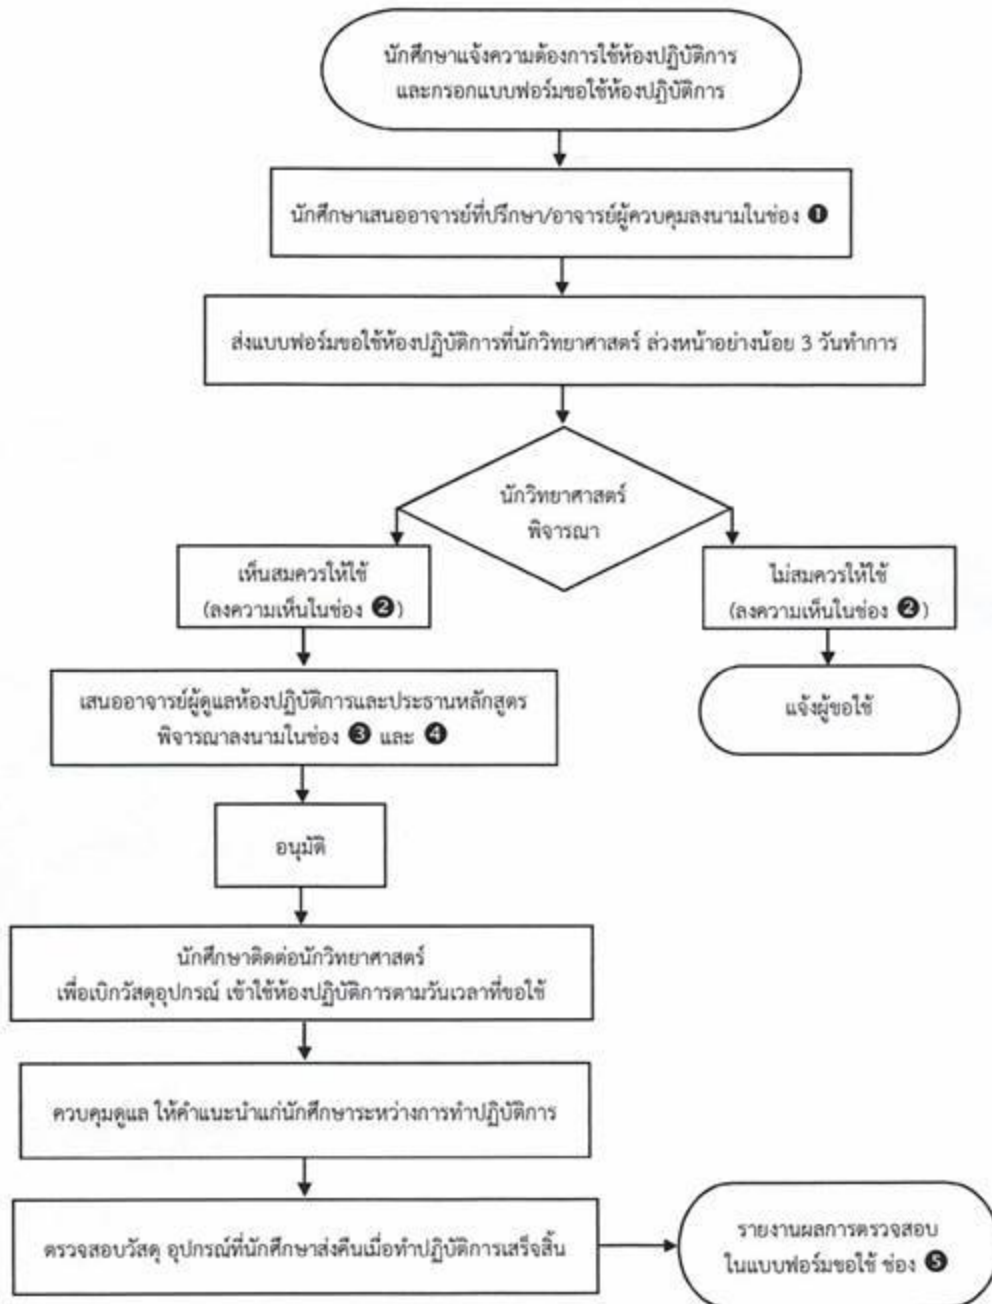 นักศึกษาแจ้งความต้องการใช้ห้องปฏิบัติการ
และกรอกแบบฟอร์มขอใช้ห้องปฏิบัติการ
นักศึกษาเสนออาจารย์ที่ปรึกษา/อาจารย์ผู้ควบคุมลงนามในช่อง ❶
ส่งแบบฟอร์มขอใช้ห้องปฏิบัติการที่นักวิทยาศาสตร์ ล่วงหน้าอย่างน้อย 3 วันทำการ
นักวิทยาศาสตร์
พิจารณา
เห็นสมควรให้ใช้
(ลงความเห็นในช่อง ❷)
ไม่สมควรให้ใช้
(ลงความเห็นในช่อง ❷)
เสนออาจารย์ผู้ดูแลห้องปฏิบัติการและประธานหลักสูตร
พิจารณาลงนามในช่อง ❸ และ ❹
แจ้งผู้ขอใช้
อนุมัติ
นักศึกษาติดต่อนักวิทยาศาสตร์
เพื่อเบิกวัสดุอุปกรณ์ เข้าใช้ห้องปฏิบัติการตามวันเวลาที่ขอใช้
ควบคุมดูแล ให้คำแนะนำแก่นักศึกษาระหว่างการทำปฏิบัติการ
ตรวจสอบวัสดุ อุปกรณ์ที่นักศึกษาส่งคืนเมื่อทำปฏิบัติการเสร็จสิ้น
รายงานผลการตรวจสอบ
ในแบบฟอร์มขอใช้ ช่อง ❺